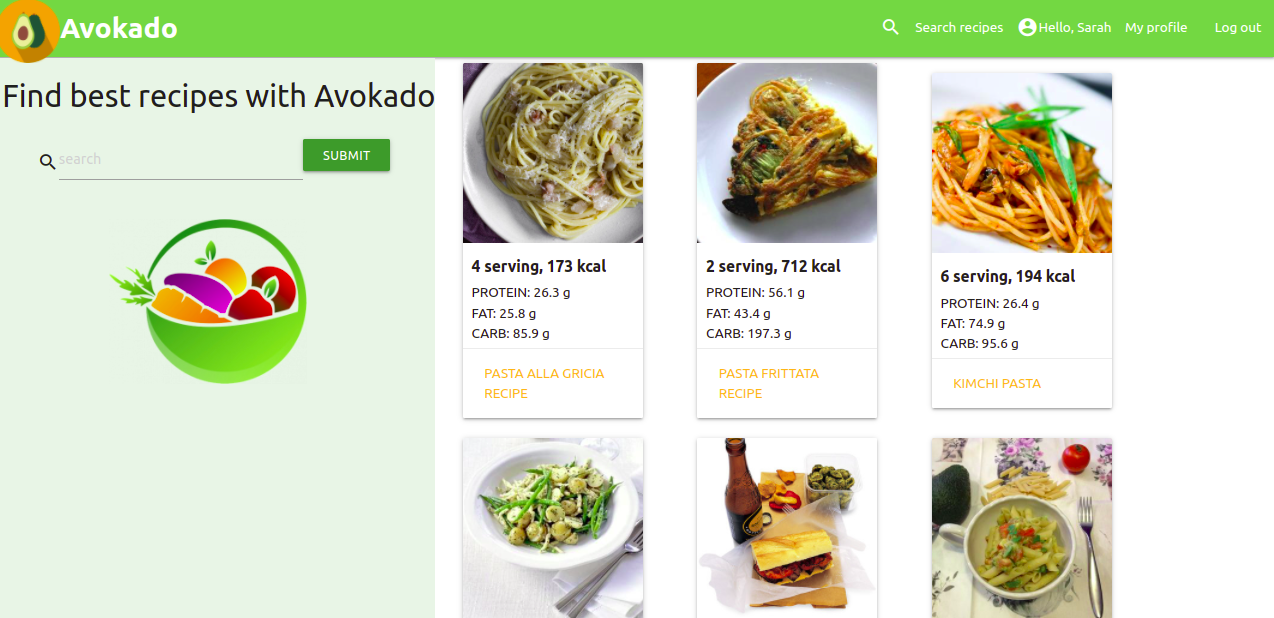 Avokado
Search recipes
Hello, Sarah
My profile
Log out
Find best recipes with Avokado
search
SUBMIT
4 serving, 173 kcal
PROTEIN: 26.3 g
FAT: 25.8 g
CARB: 85.9 g
PASTA ALLA GRICIA
RECIPE
2 serving, 712 kcal
PROTEIN: 56.1 g
FAT: 43.4 g
CARB: 197.3 g
PASTA FRITTATA
RECIPE
6 serving, 194 kcal
PROTEIN: 26.4 g
FAT: 74.9 g
CARB: 95.6 g
KIMCHI PASTA